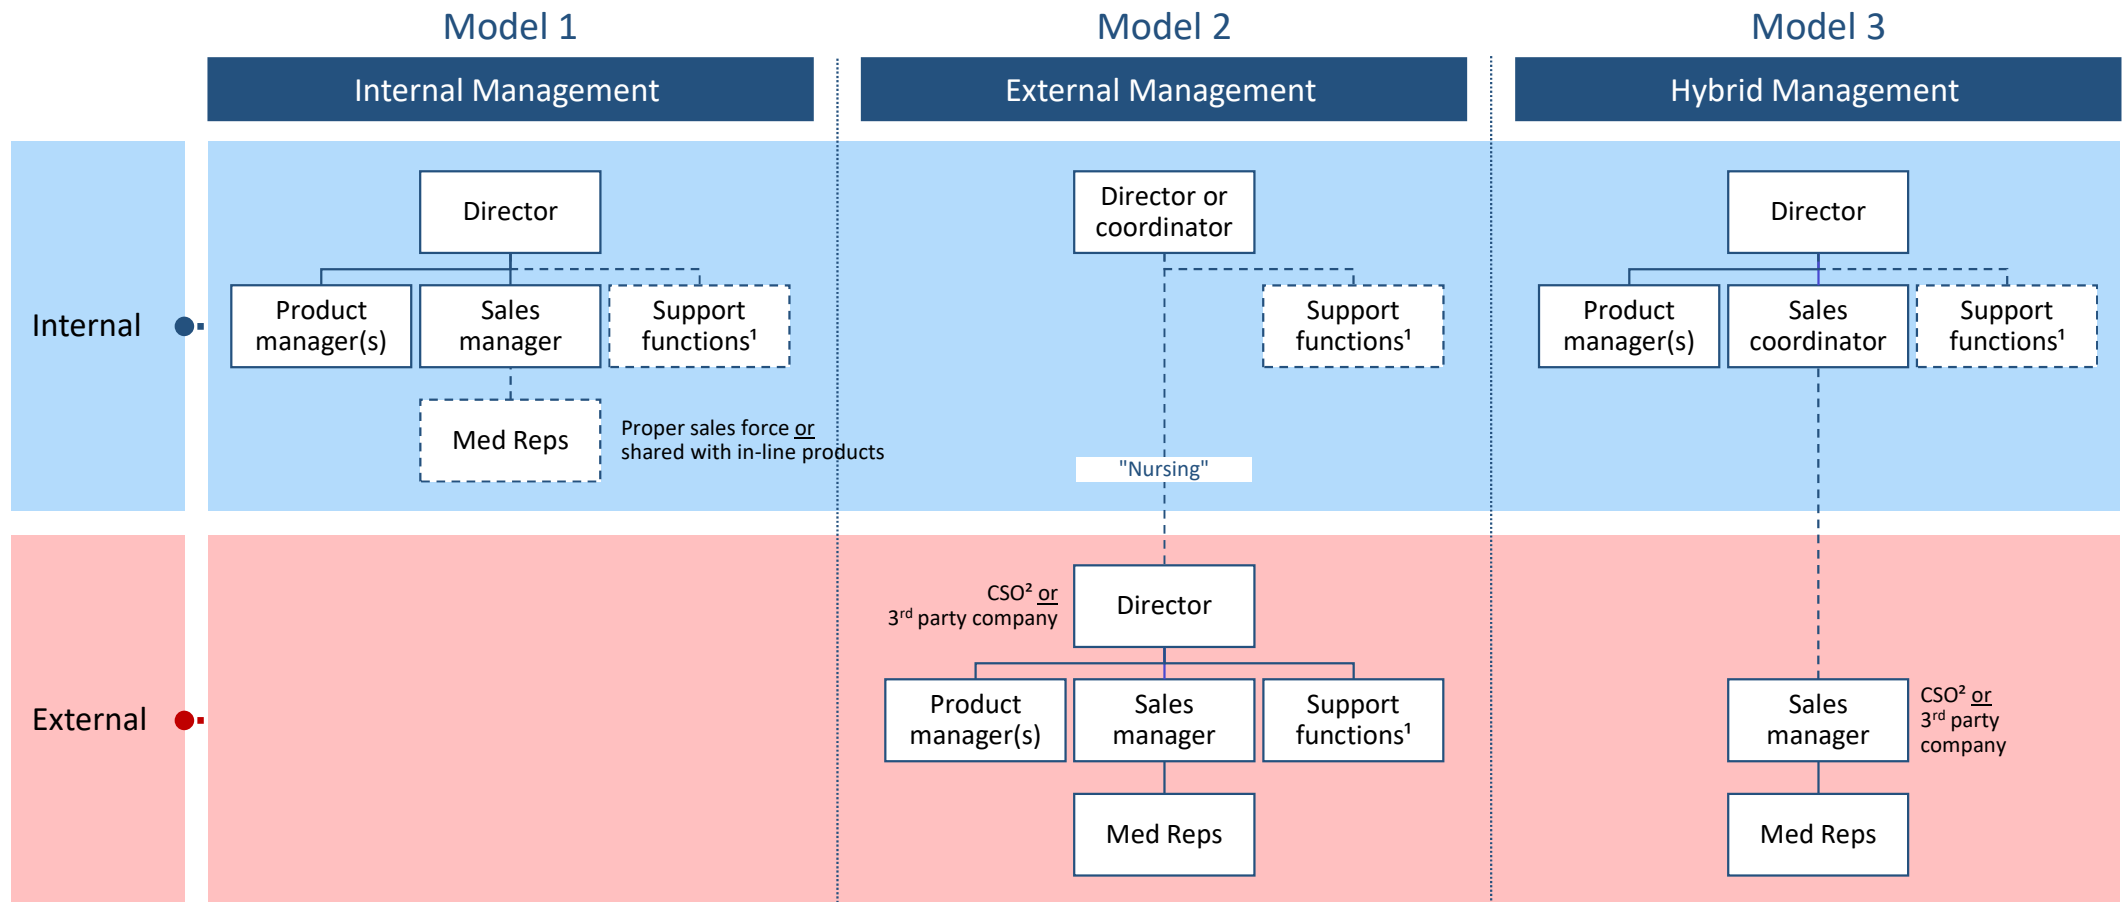 Model 1
Model 2
Model 3
Internal Management
External Management
Hybrid Management
Internal
Director
Product
manager(s)
Sales
manager
Support
functions¹
Med Reps
Proper sales force or
shared with in-line products
Director or
coordinator
Support
functions¹
"Nursing"
Director
Product
manager(s)
Sales
coordinator
Support
functions¹
External
CSO² or
3rd party company
Director
Product
manager(s)
Sales
manager
Support
functions¹
Med Reps
Sales
manager
CSO² or
3rd party
company
Med Reps